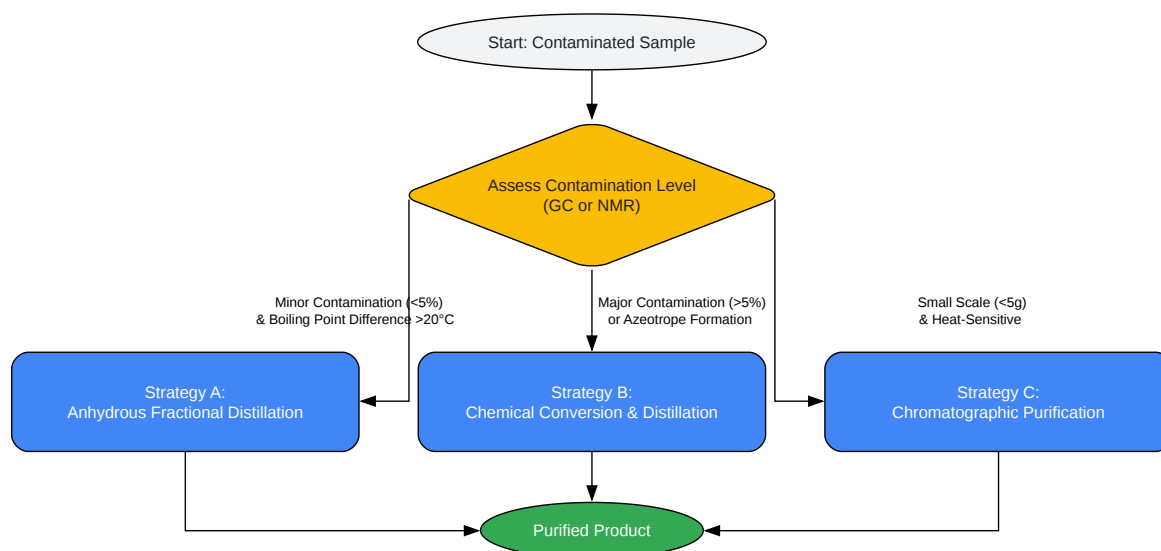 Start: Contaminated Sample
Assess Contamination Level
(GC or NMR)
Minor Contamination (<5%)
& Boiling Point Difference >20°C
Major Contamination (>5%)
or Azeotrope Formation
Small Scale (<5g)
& Heat-Sensitive
Strategy A:
Anhydrous Fractional Distillation
Strategy B:
Chemical Conversion & Distillation
Strategy C:
Chromatographic Purification
Purified Product